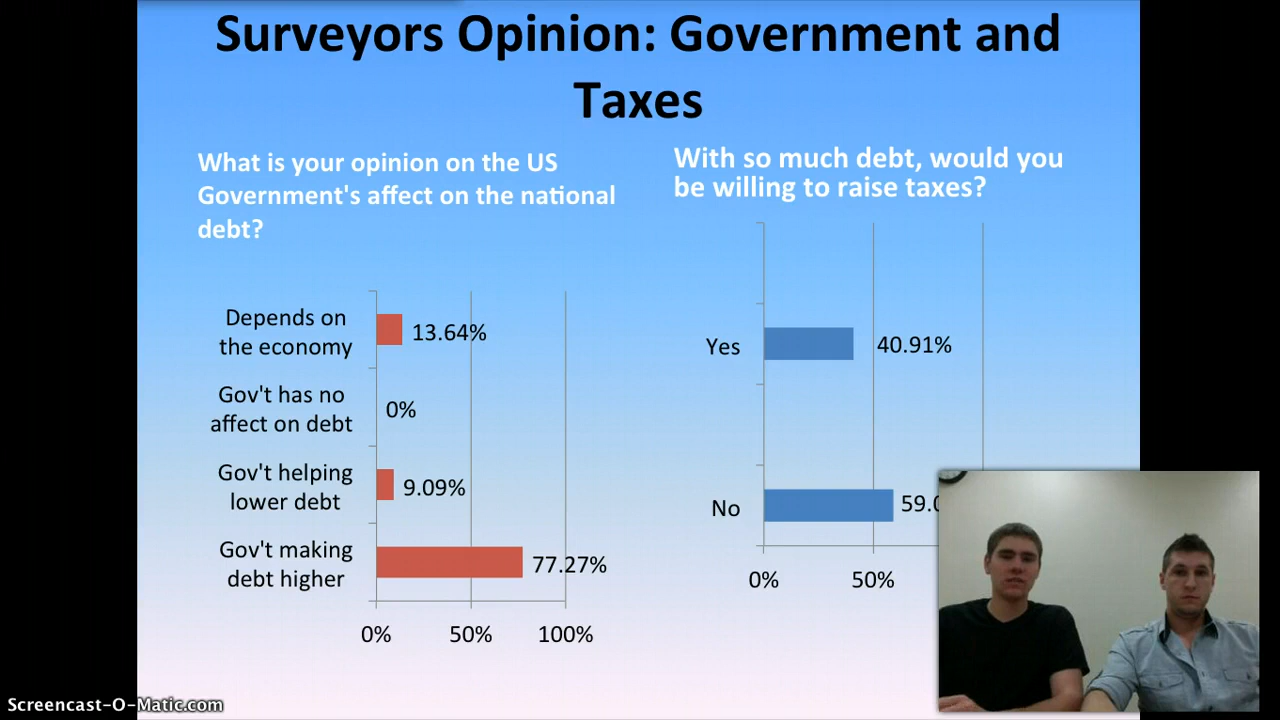 Surveyors Opinion: Government and
Taxes
What is your opinion on the US
Government's affect on the national
debt?
Depends on
the economy
13.64%
Gov't has no
affect on debt
0%
Gov't helping
lower debt
9.09%
Gov't making
debt higher
77.27%
0% 50% 100%
With so much debt, would you
be willing to raise taxes?
Yes
40.91%
No
0% 50%
Screencast-O-Matic.com